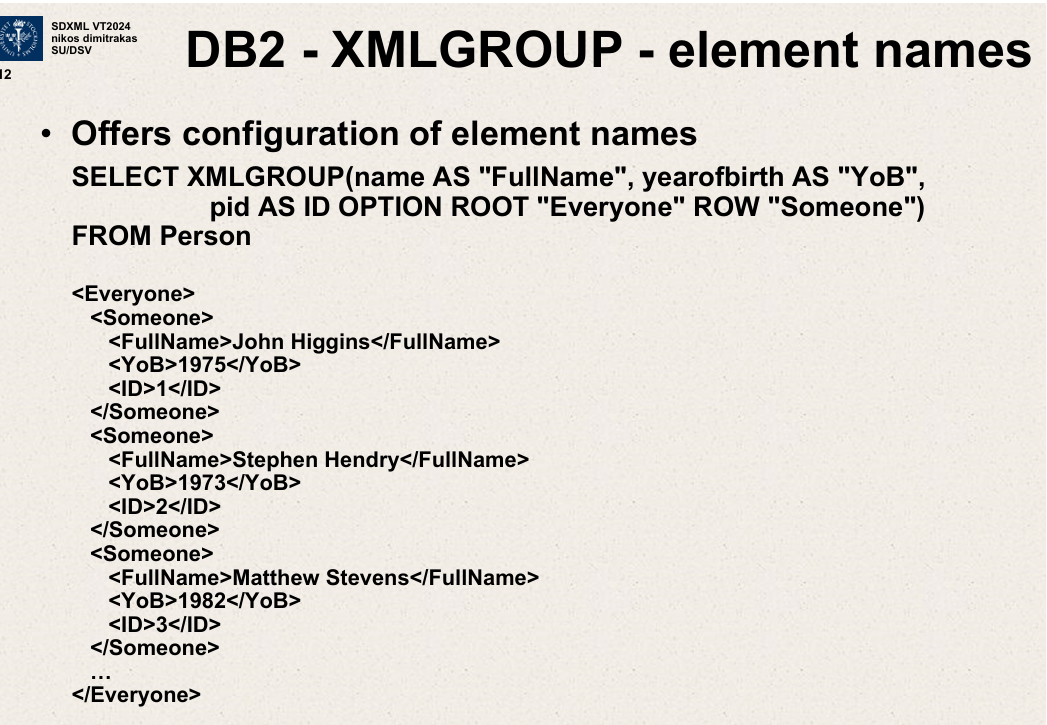 SDXML VT2024
nikos dimitrakas
SU/DSV
12
DB2 - XMLGROUP - element names
• Offers configuration of element names
SELECT XMLGROUP(name AS "FullName", yearofbirth AS "YoB",
pid AS ID OPTION ROOT "Everyone" ROW "Someone")
FROM Person
<Everyone>
<Someone>
<FullName>John Higgins</FullName>
<YoB>1975</YoB>
<ID>1</ID>
</Someone>
<Someone>
<FullName>Stephen Hendry</FullName>
<YoB>1973</YoB>
<ID>2</ID>
</Someone>
<Someone>
<FullName>Matthew Stevens</FullName>
<YoB>1982</YoB>
<ID>3</ID>
</Someone>
…
</Everyone>